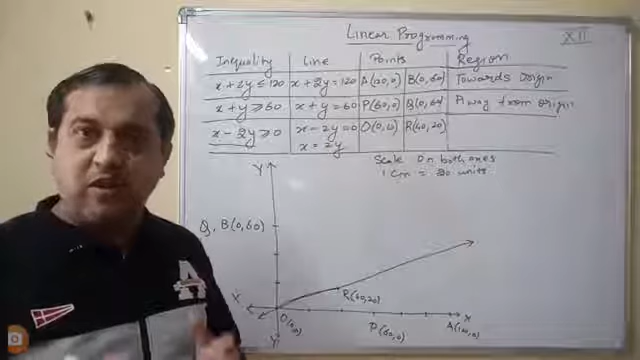 Linear Programming
XII
Inequality Line Points Region
x + 2y ≤ 120 x + 2y = 120 A(120,0) B(0,60) Towards Origin
x + y ≥ 60 x + y = 60 P(60,0) Q(0,60) Away from origin
x - 2y ≥ 0 x - 2y = 0 O(0,0) R(40,20)
x = 2y
Scale On both axes
1 cm = 20 units
Y
Q, B(0,60)
R(40,20)
X
O(0,0) P(60,0) A(120,0) X
Y'